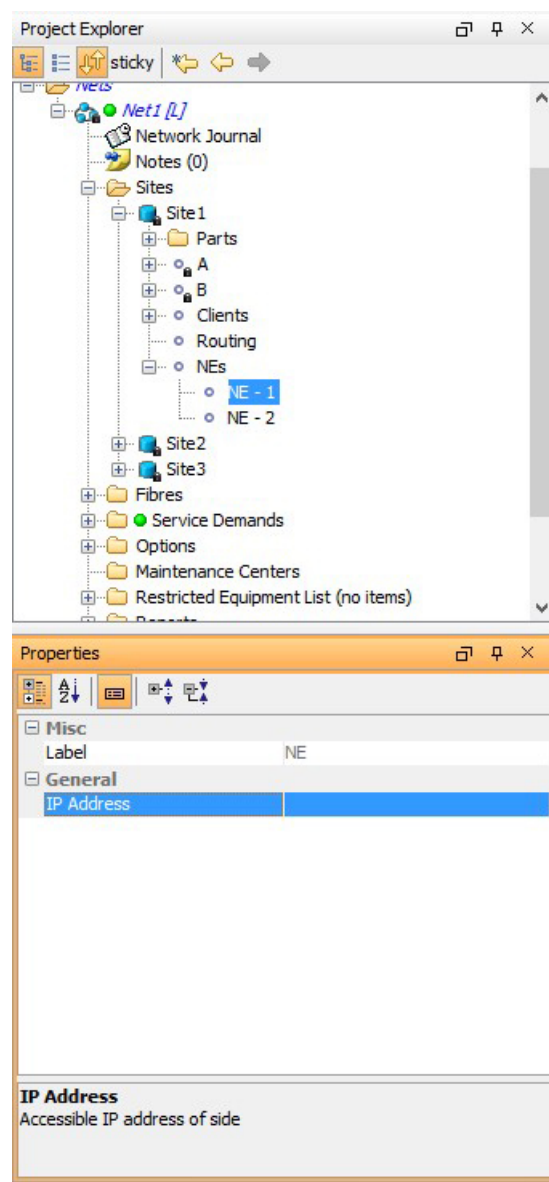 Project Explorer
sticky
Nets
Net1 [L]
Network Journal
Notes (0)
Sites
Site1
Parts
A
B
Clients
Routing
NEs
NE - 1
NE - 2
Site2
Site3
Fibres
Service Demands
Options
Maintenance Centers
Restricted Equipment List (no items)
Reports
Properties
Misc
Label NE
General
IP Address
IP Address
Accessible IP address of side